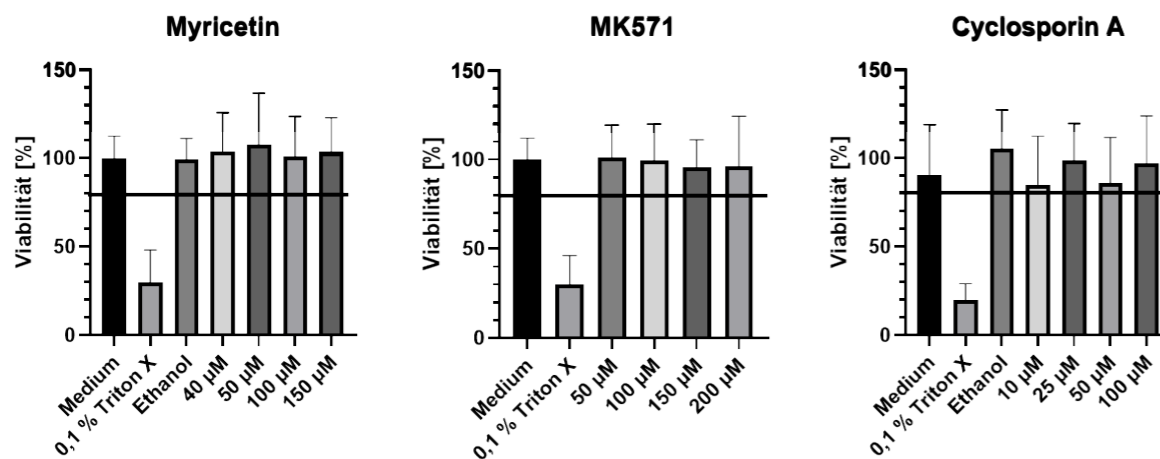 Myricetin
Viabilität [%]
150
100
50
0
Medium
0,1 % Triton X
Ethanol
40 µM
50 µM
100 µM
150 µM
MK571
Viabilität [%]
150
100
50
0
Medium
0,1 % Triton X
50 µM
100 µM
150 µM
200 µM
Cyclosporin A
Viabilität [%]
150
100
50
0
Medium
0,1 % Triton X
Ethanol
10 µM
25 µM
50 µM
100 µM